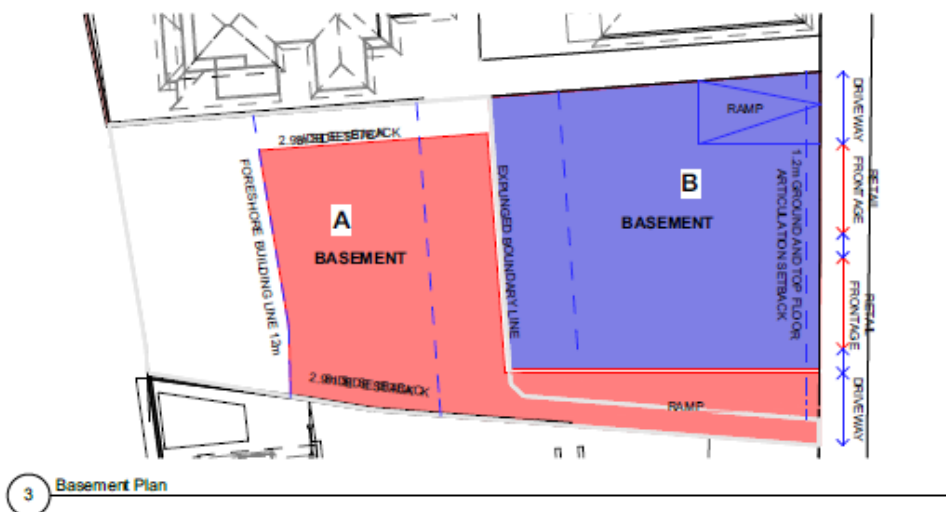 RAMP
DRIVEWAY
A
BASEMENT
B
BASEMENT
FORESHORE BUILDING LINE 12m
EXPUNGED BOUNDARY LINE
1.2m GROUND AND TOP FLOOR
ARTICULATION SETBACK
RETAIL
FRONTAGE
RETAIL
FRONTAGE
RAMP
DRIVEWAY
3
Basement Plan